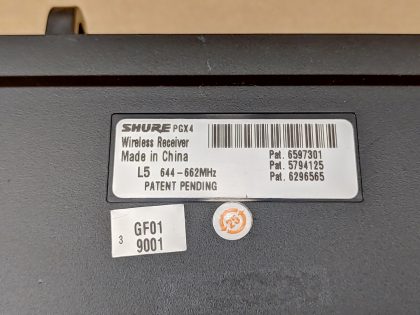 SHURE PGX4
Wireless Receiver
Made in China
L5 644-662MHz
PATENT PENDING
Pat. 6597301
Pat. 5794125
Pat. 6296565
3
GF01
9001
25